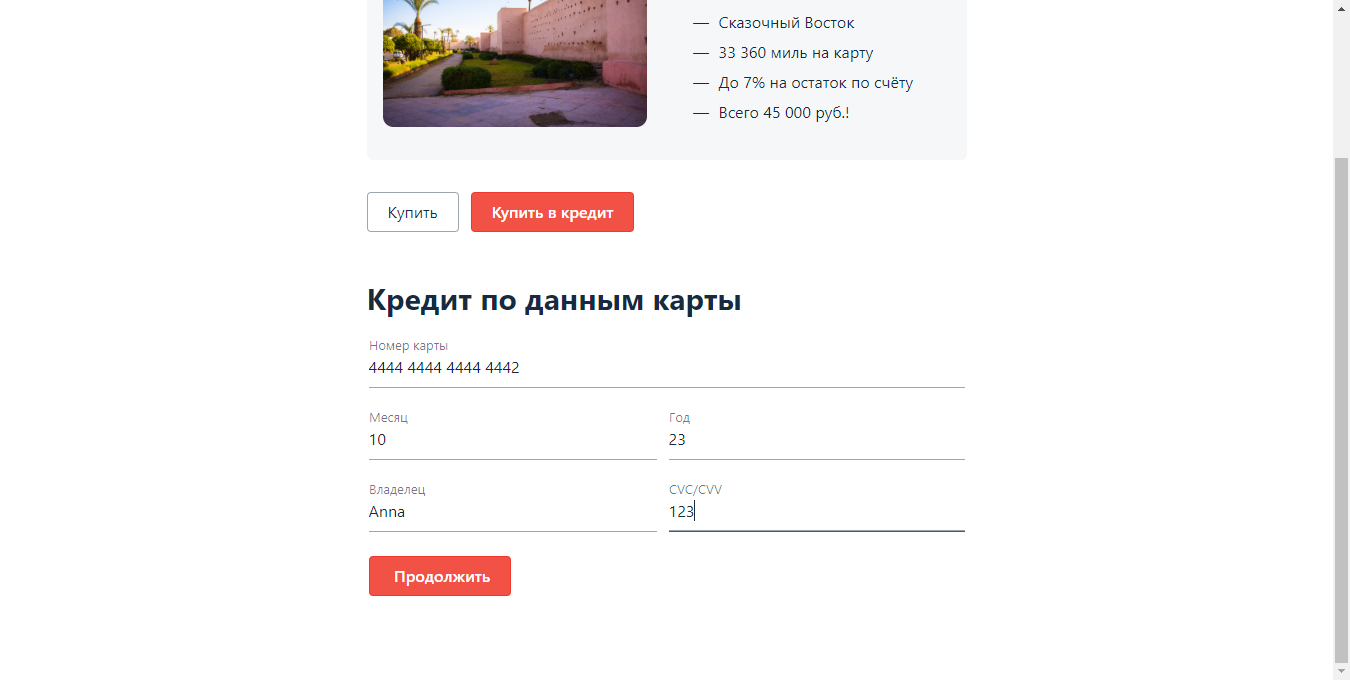 — Сказочный Восток
— 33 360 миль на карту
— До 7% на остаток по счёту
— Всего 45 000 руб.!
Купить
Купить в кредит
Кредит по данным карты
Номер карты
4444 4444 4444 4442
Месяц
Год
10
23
Владелец
CVC/CVV
Anna
123
Продолжить